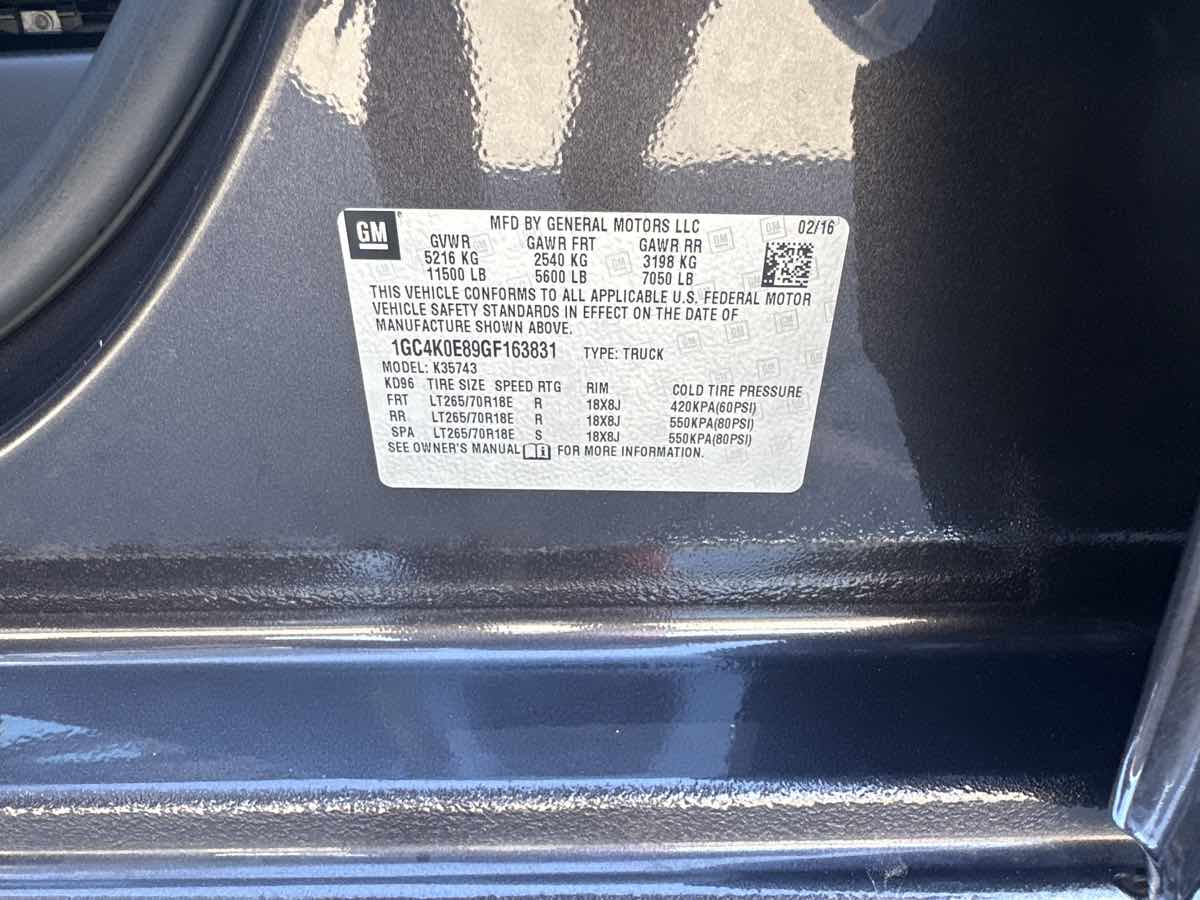 GM
MFD BY GENERAL MOTORS LLC 02/16
GVWR GAWR FRT GAWR RR
5216 KG 2540 KG 3198 KG
11500 LB 5600 LB 7050 LB
THIS VEHICLE CONFORMS TO ALL APPLICABLE U.S. FEDERAL MOTOR
VEHICLE SAFETY STANDARDS IN EFFECT ON THE DATE OF
MANUFACTURE SHOWN ABOVE.
1GC4K0E89GF163831 TYPE: TRUCK
MODEL: K35743
KD96 TIRE SIZE SPEED RTG RIM COLD TIRE PRESSURE
FRT LT265/70R18E R 18X8J 420KPA(60PSI)
RR LT265/70R18E R 18X8J 550KPA(80PSI)
SPA LT265/70R18E S 18X8J 550KPA(80PSI)
SEE OWNER'S MANUAL FOR MORE INFORMATION.